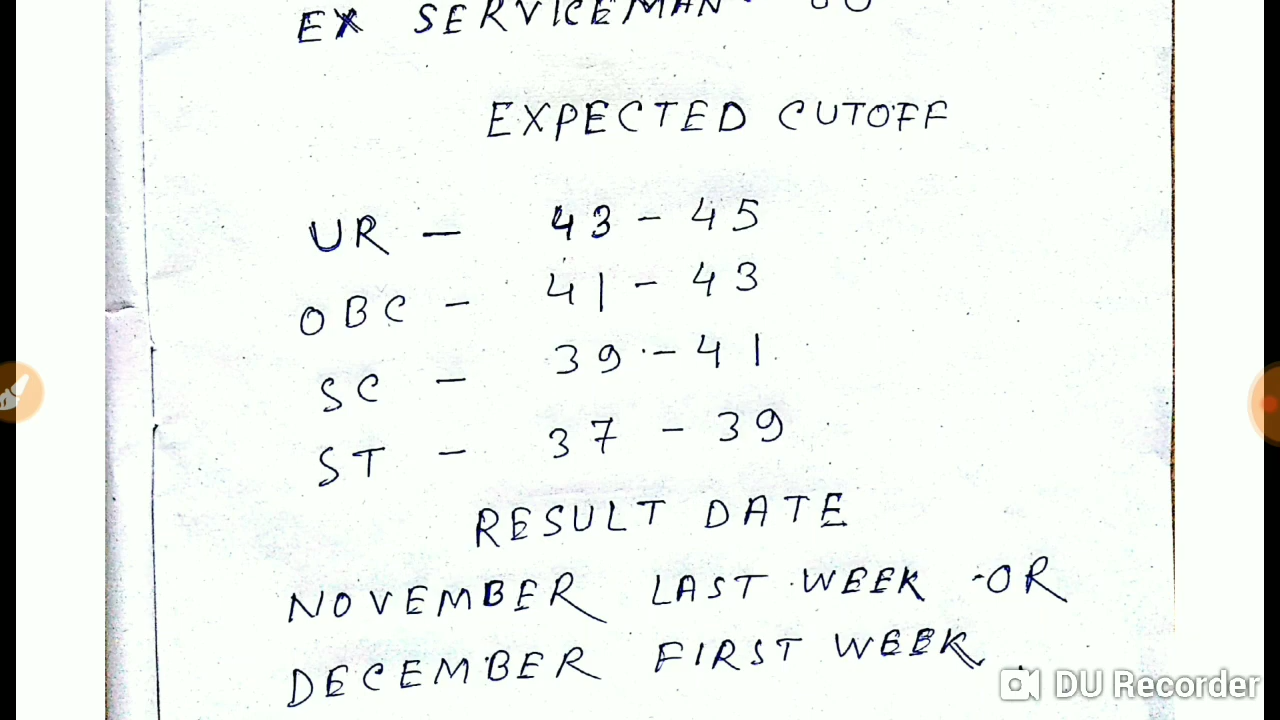 EX SERVICEMAN
EXPECTED CUTOFF
UR - 43 - 45
OBC - 41 - 43
SC - 39 - 41
ST - 37 - 39
RESULT DATE
NOVEMBER LAST WEEK OR
DECEMBER FIRST WEEK
DU Recorder